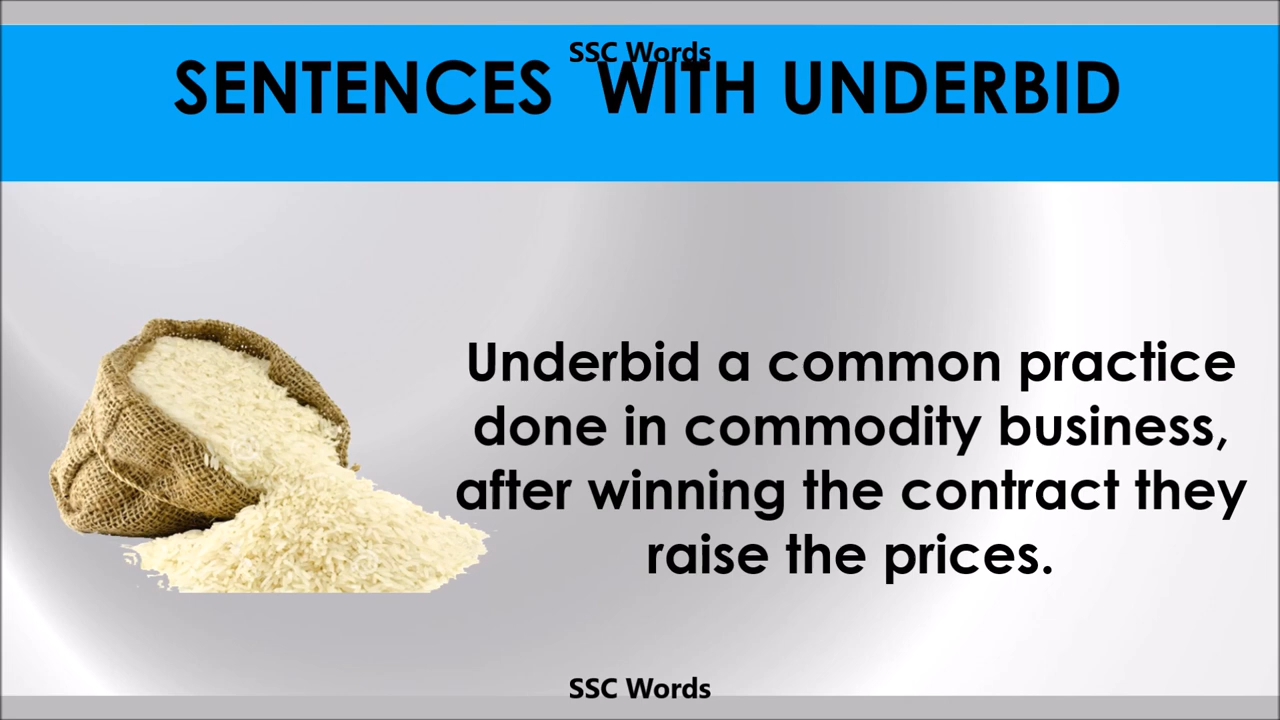 SSC Words
SENTENCES WITH UNDERBID
Underbid a common practice
done in commodity business,
after winning the contract they
raise the prices.
SSC Words